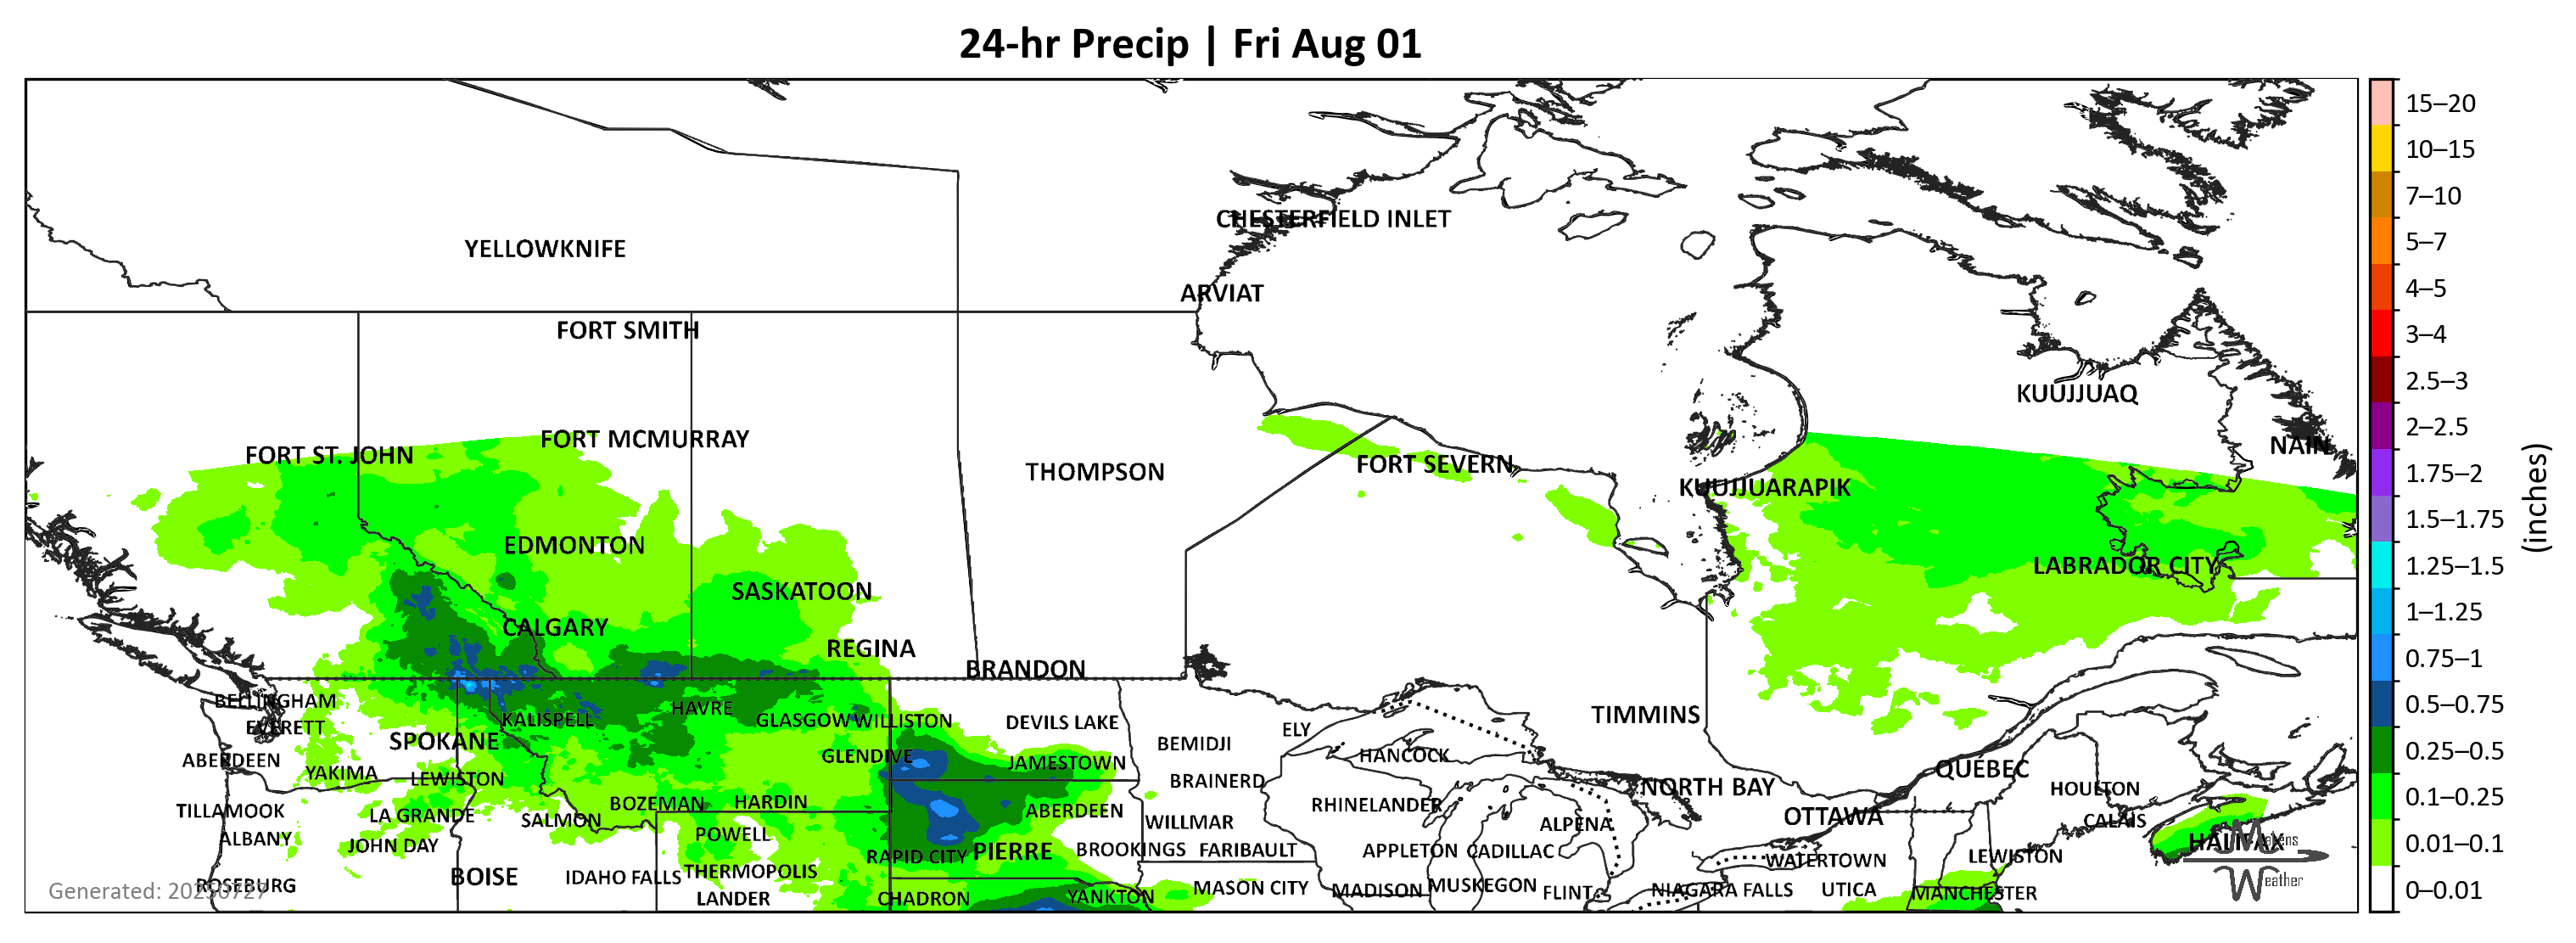 24-hr Precip | Fri Aug 01
CHESTERFIELD INLET
YELLOWKNIFE
ARVIAT
FORT SMITH
KUUJJUAQ
FORT MCMURRAY
NAIN
FORT ST. JOHN
FORT SEVERN
THOMPSON
KUUJJUARAPIK
EDMONTON
LABRADOR CITY
SASKATOON
CALGARY
REGINA
BRANDON
BELLINGHAM
HAVRE
TIMMINS
KALISPELL
GLASGOW
WILLISTON
DEVILS LAKE
EVERETT
ELY
SPOKANE
BEMIDJI
GLENDIVE
HANCOCK
ABERDEEN
JAMESTOWN
QUÉBEC
YAKIMA
LEWISTON
BRAINERD
NORTH BAY
HOULTON
BOZEMAN
HARDIN
RHINELANDER
TILLAMOOK
LA GRANDE
SALMON
ABERDEEN
WILLMAR
ALPENA
OTTAWA
CALAIS
ALBANY
POWELL
HALIFAX
JOHN DAY
RAPID CITY
PIERRE
BROOKINGS
FARIBAULT
APPLETON
CADILLAC
WATERTOWN
LEWISTON
BOISE
IDAHO FALLS
THERMOPOLIS
ROSEBURG
MASON CITY
MADISON
MUSKEGON
FLINT
NIAGARA FALLS
UTICA
MANCHESTER
LANDER
CHADRON
YANKTON
Generated: 20250727
Weather
15–20
10–15
7–10
5–7
4–5
3–4
2.5–3
2–2.5
1.75–2
1.5–1.75
1.25–1.5
1–1.25
0.75–1
0.5–0.75
0.25–0.5
0.1–0.25
0.01–0.1
0–0.01
(inches)